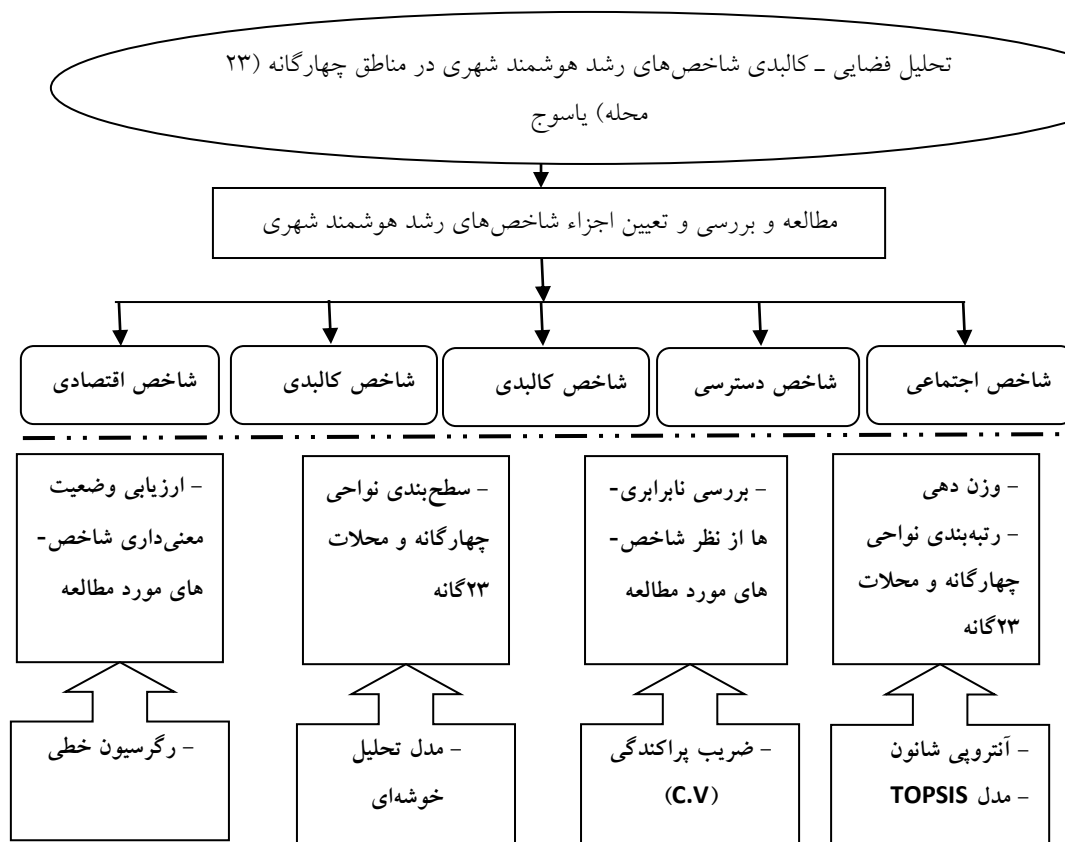 تحلیل فضایی – کالبدی شاخص‌های رشد هوشمند شهری در مناطق چهارگانه (۲۳
محله) یاسوج
مطالعه و بررسی و تعیین اجزاء شاخص‌های رشد هوشمند شهری
شاخص اجتماعی
شاخص دسترسی
شاخص کالبدی
شاخص کالبدی
شاخص اقتصادی
- وزن دهی
- رتبه‌بندی نواحی
چهارگانه و محلات
۲۳گانه
- بررسی نابرابری-
ها از نظر شاخص-
های مورد مطالعه
- سطح‌بندی نواحی
چهارگانه و محلات
۲۳گانه
- ارزیابی وضعیت
معنی‌داری شاخص-
های مورد مطالعه
- آنتروپی شانون
- مدل TOPSIS
- ضریب پراکندگی
(C.V)
- مدل تحلیل
خوشه‌ای
- رگرسیون خطی